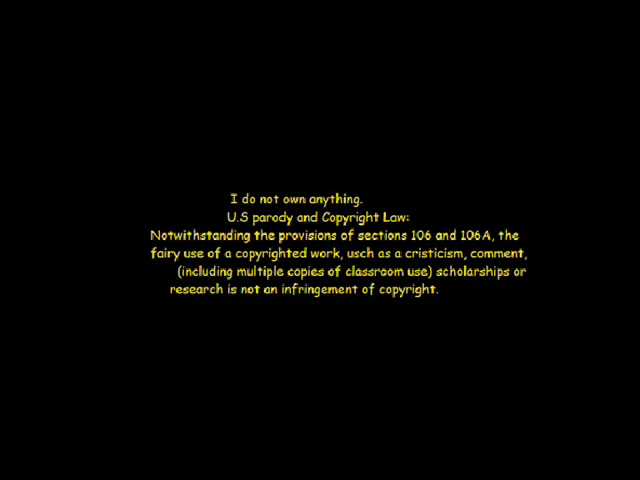 I do not own anything.
U.S parody and Copyright Law:
Notwithstanding the provisions of sections 106 and 106A, the
fairy use of a copyrighted work, usch as a cristicism, comment,
(including multiple copies of classroom use) scholarships or
research is not an infringement of copyright.